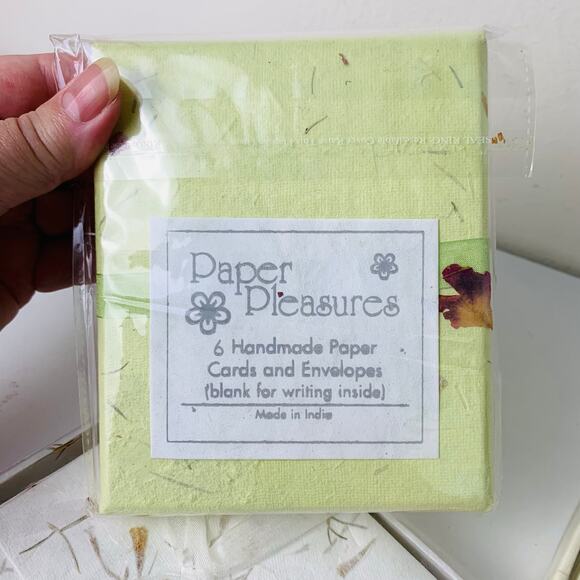 Paper
Pleasures
6 Handmade Paper
Cards and Envelopes
(blank for writing inside)
Made in India